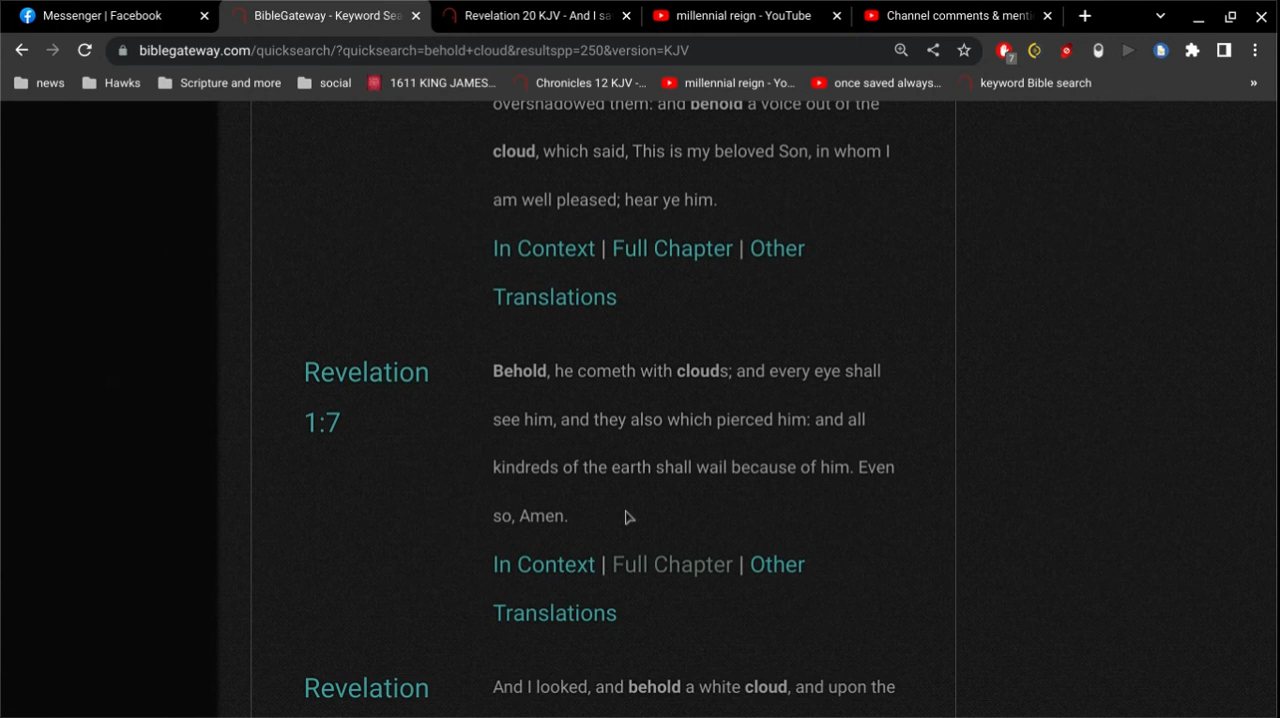 Messenger | Facebook
BibleGateway - Keyword Sea
Revelation 20 KJV - And I sa
millennial reign - YouTube
Channel comments & menti
biblegateway.com/quicksearch/?quicksearch=behold+cloud&resultspp=250&version=KJV
7
news
Hawks
Scripture and more
social
1611 KING JAMES...
Chronicles 12 KJV -...
millennial reign - Yo...
once saved always...
keyword Bible search
»
overshadowed them: and behold a voice out of the
cloud, which said, This is my beloved Son, in whom I
am well pleased; hear ye him.
In Context | Full Chapter | Other
Translations
Revelation
1:7
Behold, he cometh with clouds; and every eye shall
see him, and they also which pierced him: and all
kindreds of the earth shall wail because of him. Even
so, Amen.
In Context | Full Chapter | Other
Translations
Revelation
And I looked, and behold a white cloud, and upon the